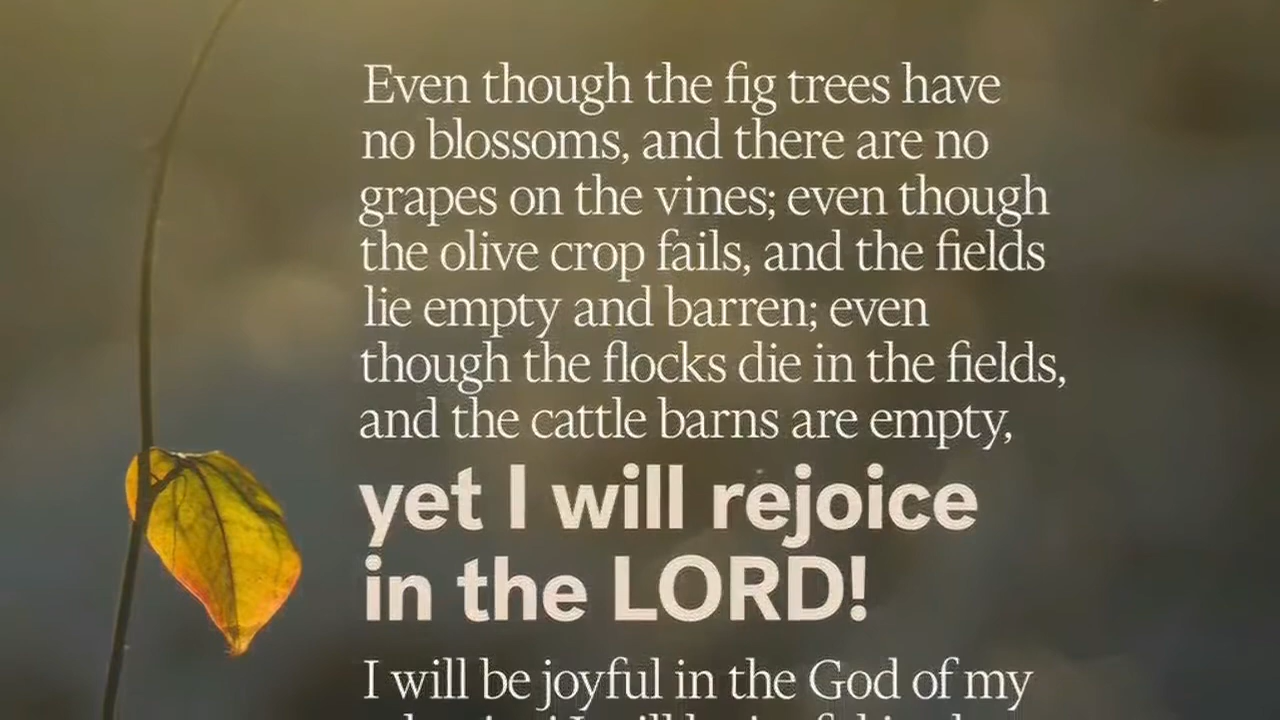 Even though the fig trees have
no blossoms, and there are no
grapes on the vines; even though
the olive crop fails, and the fields
lie empty and barren; even
though the flocks die in the fields,
and the cattle barns are empty,
yet I will rejoice
in the LORD!
I will be joyful in the God of my